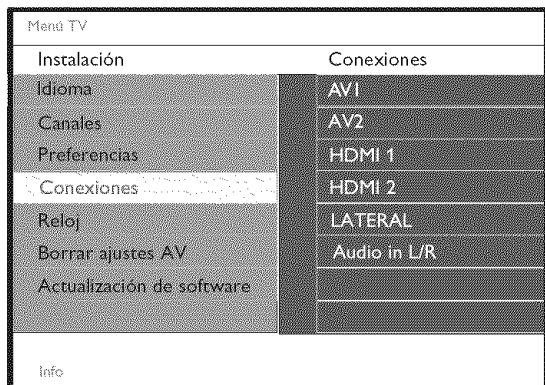 Menú TV
Instalación Conexiones
Idioma AV1
Canales AV2
Preferencias HDMI 1
Conexiones HDMI 2
Reloj LATERAL
Borrar ajustes AV Audio in L/R
Actualización de software
Info